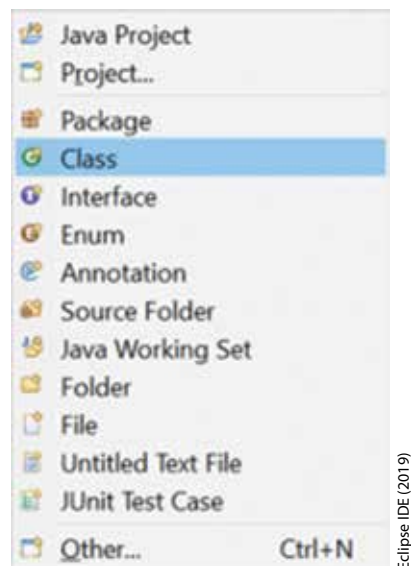 Java Project
Project...
Package
Class
Interface
Enum
Annotation
Source Folder
Java Working Set
Folder
File
Untitled Text File
JUnit Test Case
Other... Ctrl+N
Eclipse IDE (2019)